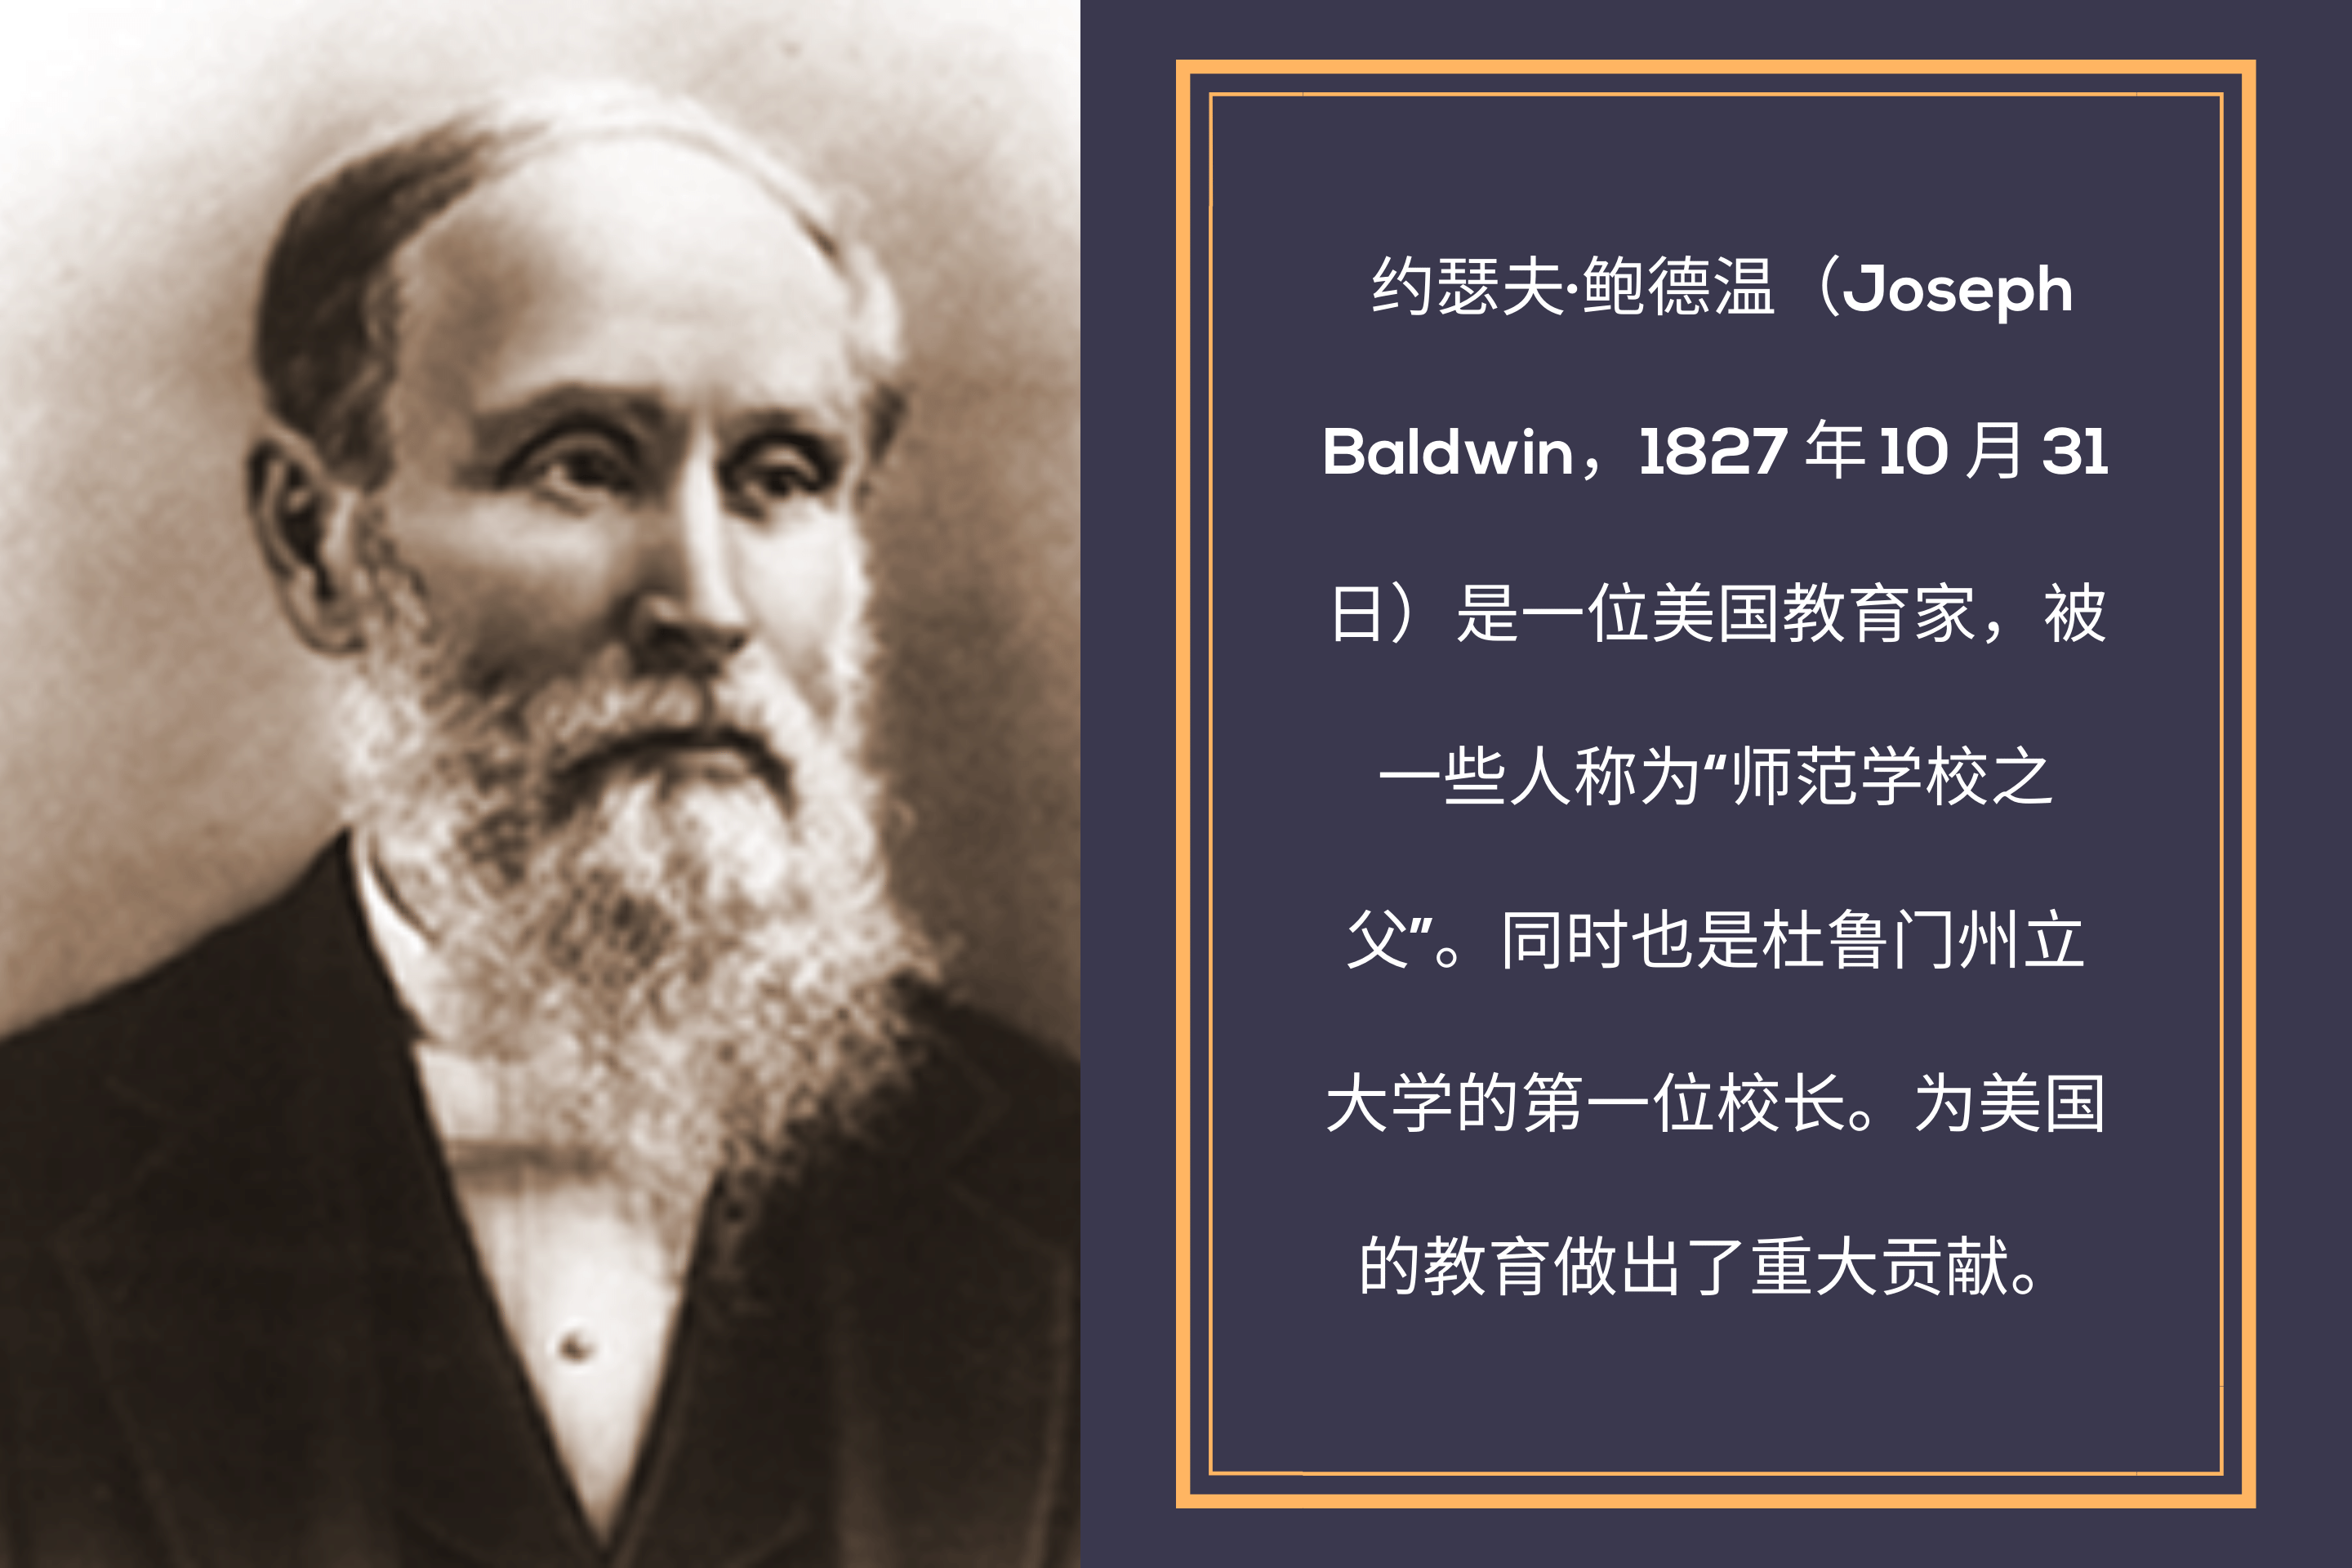 约瑟夫·鲍德温（Joseph
Baldwin，1827 年 10 月 31
日）是一位美国教育家，被
一些人称为“师范学校之
父”。同时也是杜鲁门州立
大学的第一位校长。为美国
的教育做出了重大贡献。